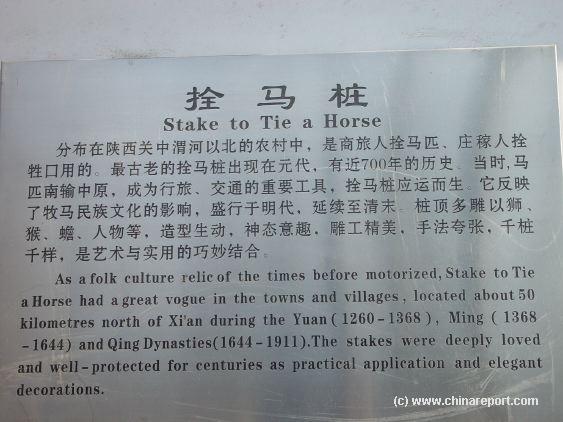 拴马桩
Stake to Tie a Horse
分布在陕西关中渭河以北的农村中，是商旅人拴马匹、庄稼人拴
牲口用的。最古老的拴马桩出现在元代，有近700年的历史。当时,马
匹南输中原，成为行旅、交通的重要工具，拴马桩应运而生。它反映
了牧马民族文化的影响，盛行于明代，延续至清末。桩顶多雕以狮、
猴、蟾、人物等，造型生动，神态意趣，雕工精美，手法夸张，千桩
千样，是艺术与实用的巧妙结合。
As a folk culture relic of the times before motorized, Stake to Tie
a Horse had a great vogue in the towns and villages, located about 50
kilometres north of Xi'an during the Yuan (1260-1368), Ming (1368
-1644) and Qing Dynasties(1644-1911).The stakes were deeply loved
and well-protected for centuries as practical application and elegant
decorations.
(c) www.chinareport.com